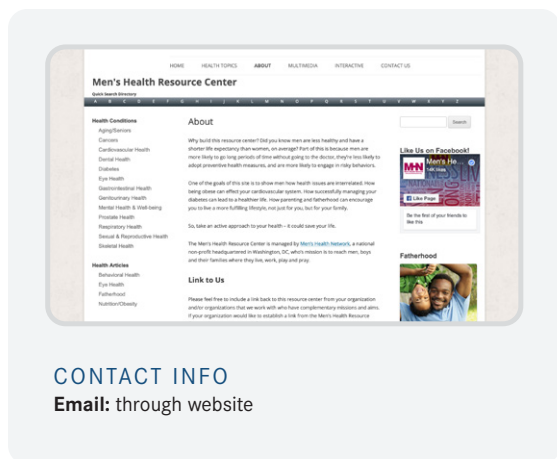 HOME HEALTH TOPICS ABOUT MULTIMEDIA INTERACTIVE CONTACT US
Men's Health Resource Center
Quick Search Directory
A B C D E F G H I J K L M N O P Q R S T U V W X Y Z
Health Conditions
Aging/Seniors
Cancers
Cardiovascular Health
Dental Health
Diabetes
Eye Health
Gastrointestinal Health
Genitourinary Health
Mental Health & Well-being
Prostate Health
Respiratory Health
Sexual & Reproductive Health
Skeletal Health
Health Articles
Behavioral Health
Eye Health
Fatherhood
Nutrition/Obesity
About
Why build this resource center? Did you know men are less healthy and have a
shorter life expectancy than women, on average? Part of this is because men are
more likely to go long periods of time without going to the doctor, they're less likely to
adopt preventive health measures, and are more likely to engage in risky behaviors.
One of the goals of this site is to show men how health issues are interrelated: How
being obese can effect your cardiovascular system. How successfully managing your
diabetes can lead to a healthier life. How parenting and fatherhood can encourage
you to live a more fulfilling lifestyle, not just for you, but for your family.
So, take an active approach to your health – it could save your life.
The Men's Health Resource Center is managed by Men's Health Network, a national
non-profit headquartered in Washington, DC, who's mission is to reach men, boys
and their families where they live, work, play and pray.
Link to Us
Please feel free to include a link back to this resource center from your organization
and/or organizations that we work with who have complementary missions and aims.
If your organization would like to establish a link from the Men's Health Resource
Search
Like Us on Facebook!
Men's He...
Like Page
Be the first of your friends to
like this
Fatherhood
CONTACT INFO
Email: through website